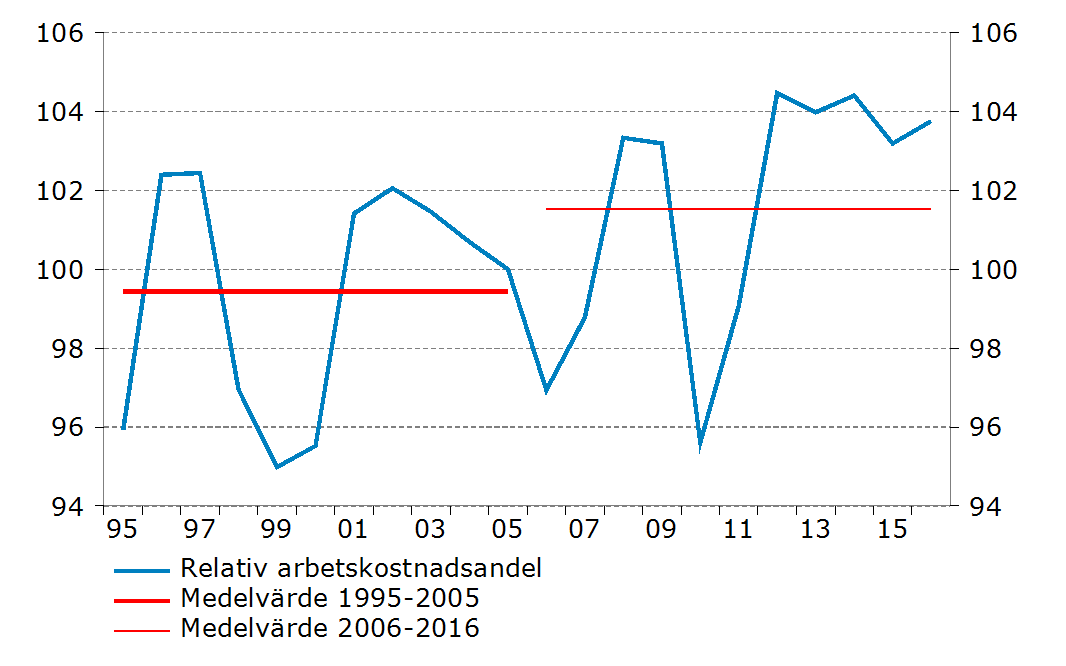 106 106
104 104
102 102
100 100
98 98
96 96
94 94
95 97 99 01 03 05 07 09 11 13 15
Relativ arbetskostnadsandel
Medelvärde 1995-2005
Medelvärde 2006-2016